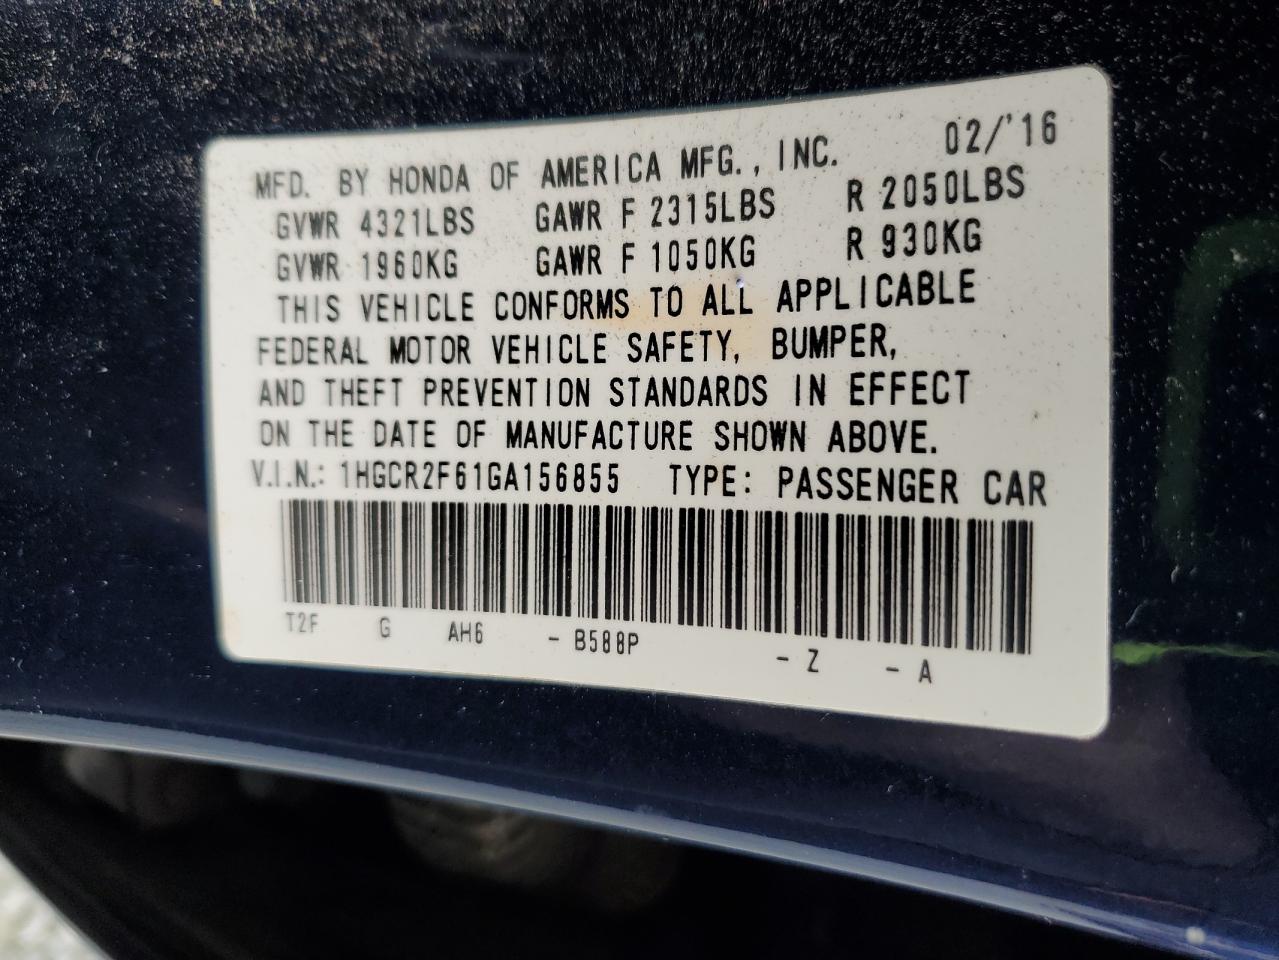 MFD. BY HONDA OF AMERICA MFG., INC. 02/'16
GVWR 4321LBS GAWR F 2315LBS R 2050LBS
GVWR 1960KG GAWR F 1050KG R 930KG
THIS VEHICLE CONFORMS TO ALL APPLICABLE
FEDERAL MOTOR VEHICLE SAFETY, BUMPER,
AND THEFT PREVENTION STANDARDS IN EFFECT
ON THE DATE OF MANUFACTURE SHOWN ABOVE.
V.I.N.: 1HGCR2F61GA156855 TYPE: PASSENGER CAR
T2F G AH6 - B588P - Z - A